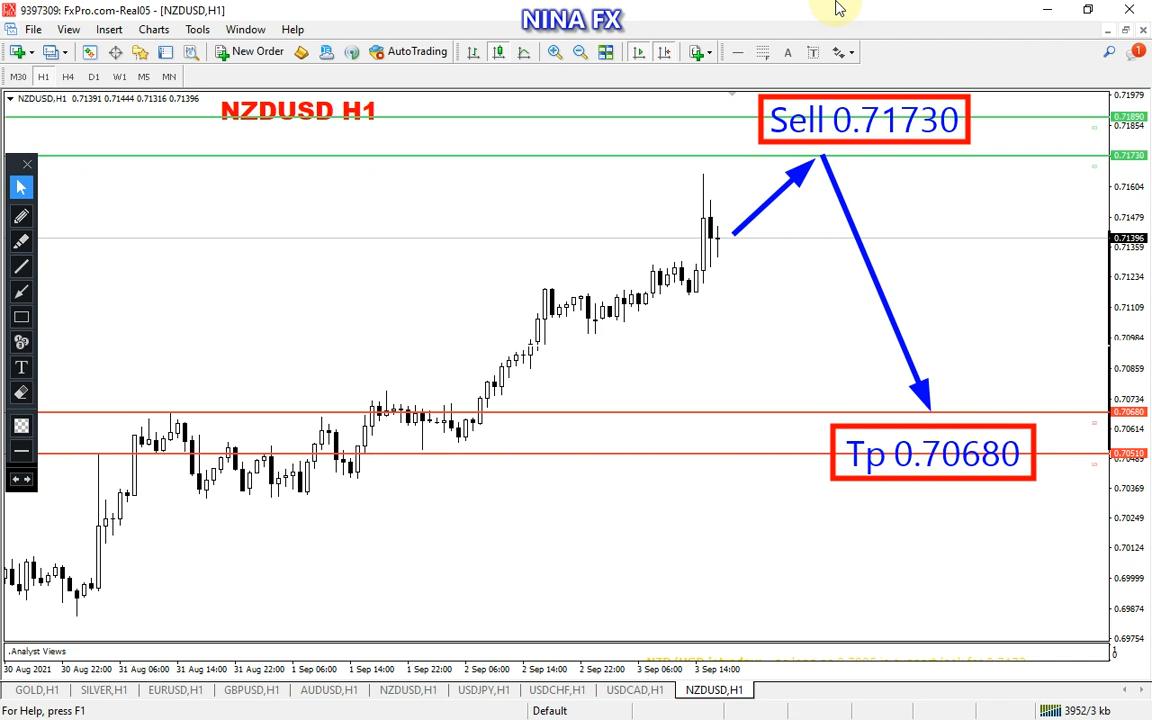 9397309: FxPro.com-Real05 - [NZDUSD,H1]
NINA FX
File View Insert Charts Tools Window Help
New Order AutoTrading
M30 H1 H4 D1 W1 M5 MN
NZDUSD,H1 0.71391 0.71444 0.71316 0.71396
NZDUSD H1
Sell 0.71730
0.71979
0.71890
0.71854
0.71730
0.71604
0.71479
0.71396
0.71359
0.71234
0.71109
0.70984
0.70859
0.70734
0.70680
0.70614
Tp 0.70680
0.70510
0.70489
0.70369
0.70249
0.70124
0.69999
0.69874
0.69754
.Analyst Views
1
0
30 Aug 2021 30 Aug 22:00 31 Aug 06:00 31 Aug 14:00 31 Aug 22:00 1 Sep 06:00 1 Sep 14:00 1 Sep 22:00 2 Sep 06:00 2 Sep 14:00 2 Sep 22:00 3 Sep 06:00 3 Sep 14:00
GOLD,H1 SILVER,H1 EURUSD,H1 GBPUSD,H1 AUDUSD,H1 NZDUSD,H1 USDJPY,H1 USDCHF,H1 USDCAD,H1 NZDUSD,H1
For Help, press F1 Default 3952/3 kb